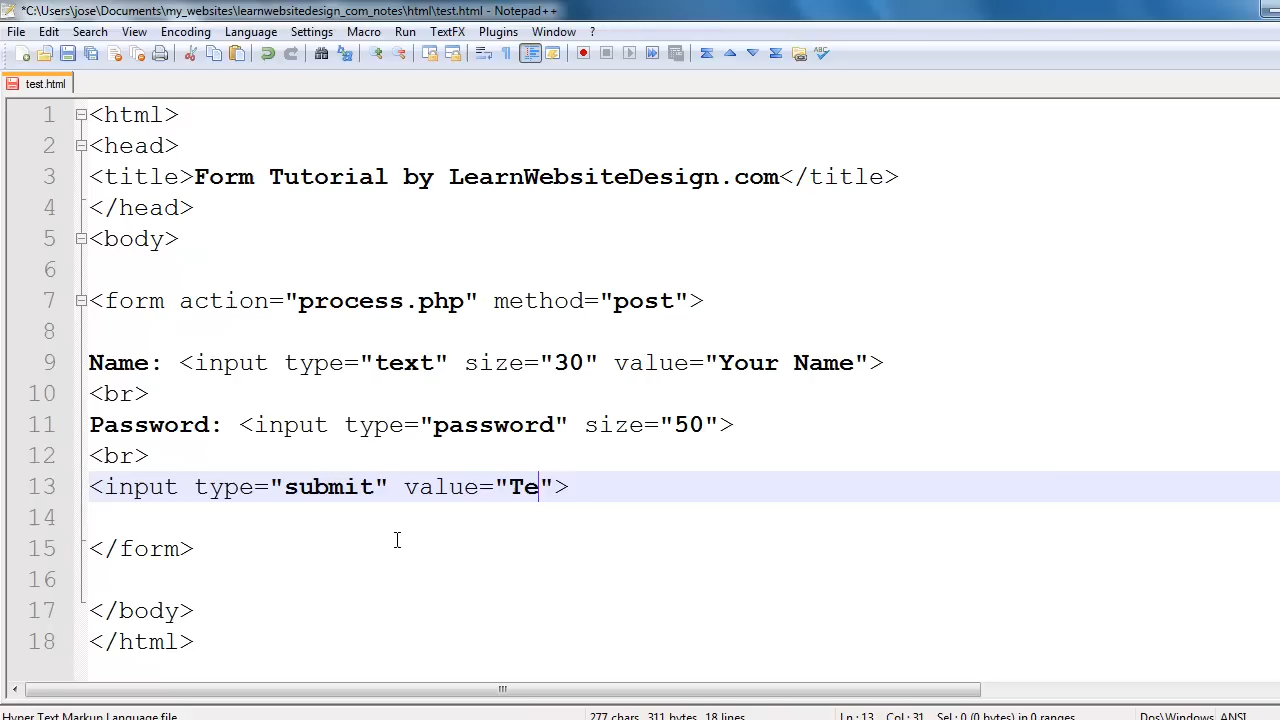 *C:\Users\jose\Documents\my_websites\learnwebsitedesign_com_notes\html\test.html - Notepad++
File Edit Search View Encoding Language Settings Macro Run TextFX Plugins Window ?
test.html
1 <html>
2 <head>
3 <title>Form Tutorial by LearnWebsiteDesign.com</title>
4 </head>
5 <body>
6
7 <form action="process.php" method="post">
8
9 Name: <input type="text" size="30" value="Your Name">
10 <br>
11 Password: <input type="password" size="50">
12 <br>
13 <input type="submit" value="Te">
14
15 </form>
16
17 </body>
18 </html>
Hyper Text Markup Language file 277 chars 311 bytes 18 lines Ln : 13 Col : 31 Sel : 0 (0 bytes) in 0 ranges Dos\Windows ANSI